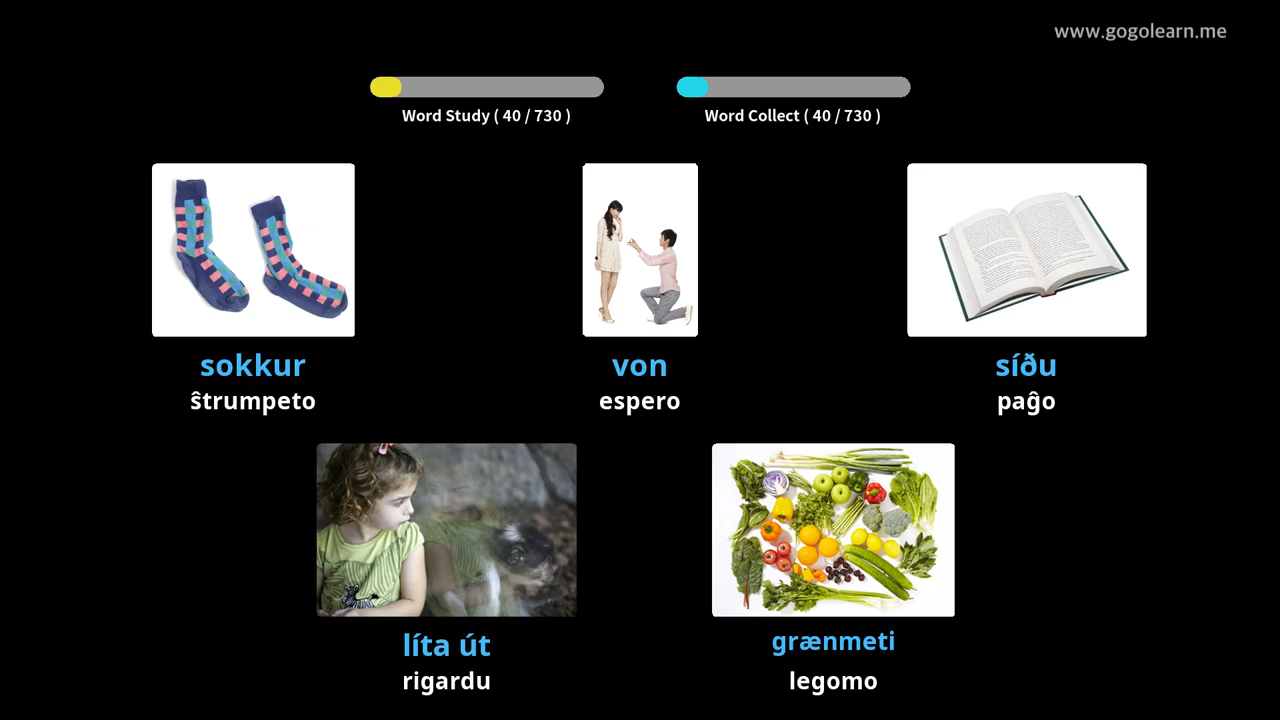 www.gogolearn.me
Word Study ( 40 / 730 )
Word Collect ( 40 / 730 )
sokkur
ŝtrumpeto
von
espero
síðu
paĝo
líta út
rigardu
grænmeti
legomo